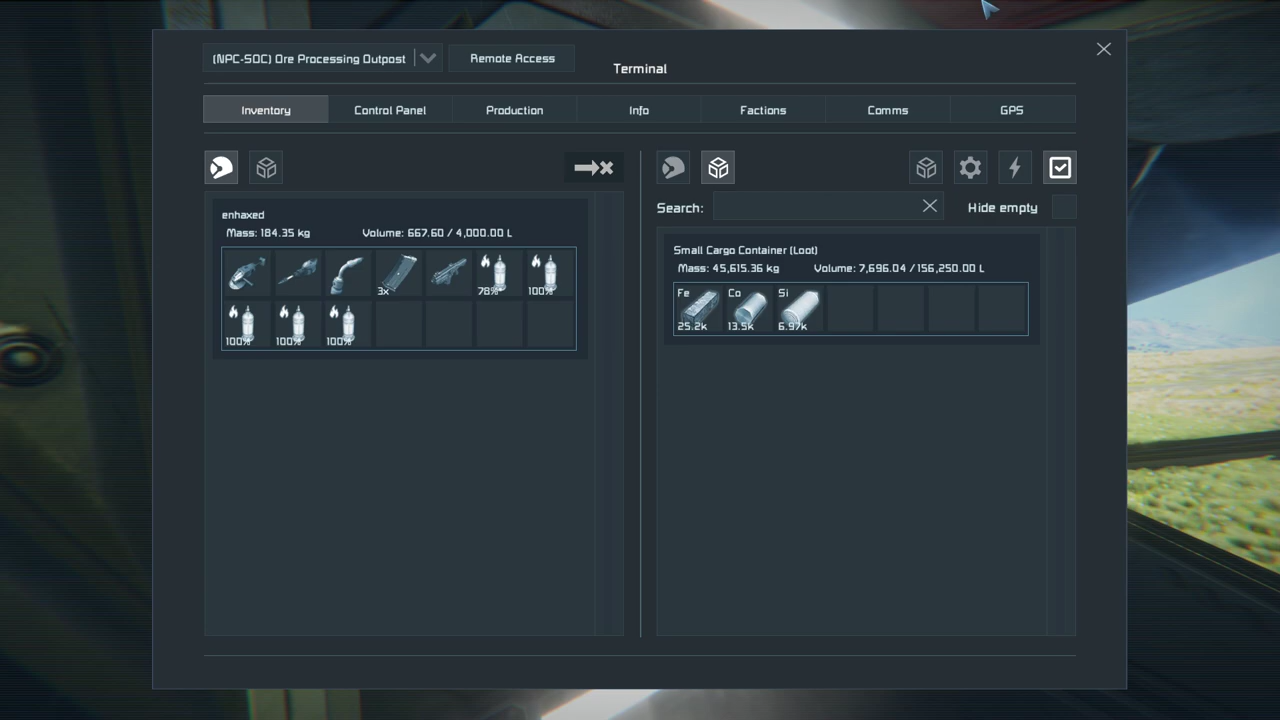 (NPC-SOC) Ore Processing Outpost
Remote Access
Terminal
Inventory
Control Panel
Production
Info
Factions
Comms
GPS
Search:
Hide empty
enhaxed
Mass: 184.35 kg
Volume: 667.60 / 4,000.00 L
3x
78%
100%
100%
100%
100%
Small Cargo Container (Loot)
Mass: 45,615.36 kg
Volume: 7,696.04 / 156,250.00 L
Fe
Co
Si
25.2k
13.5k
6.97k